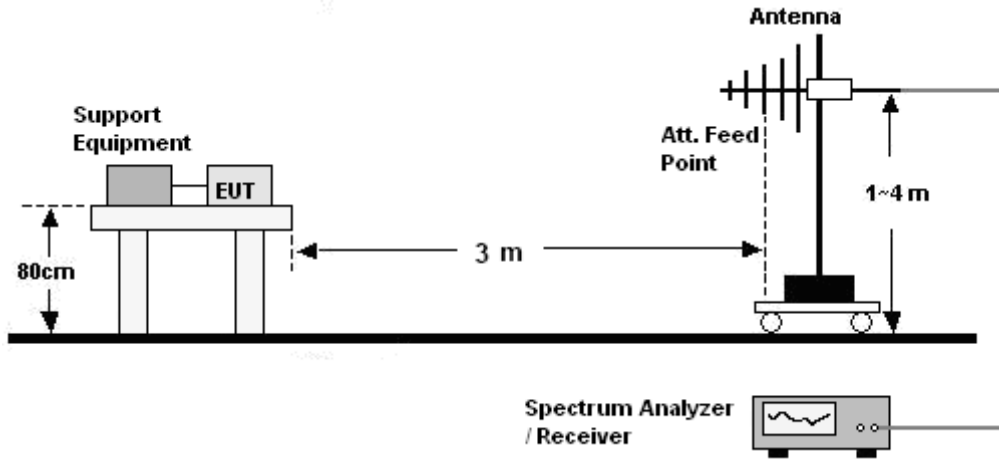 Antenna
Support
Equipment
Att. Feed
Point
EUT
1~4 m
3 m
80cm
Spectrum Analyzer
/ Receiver